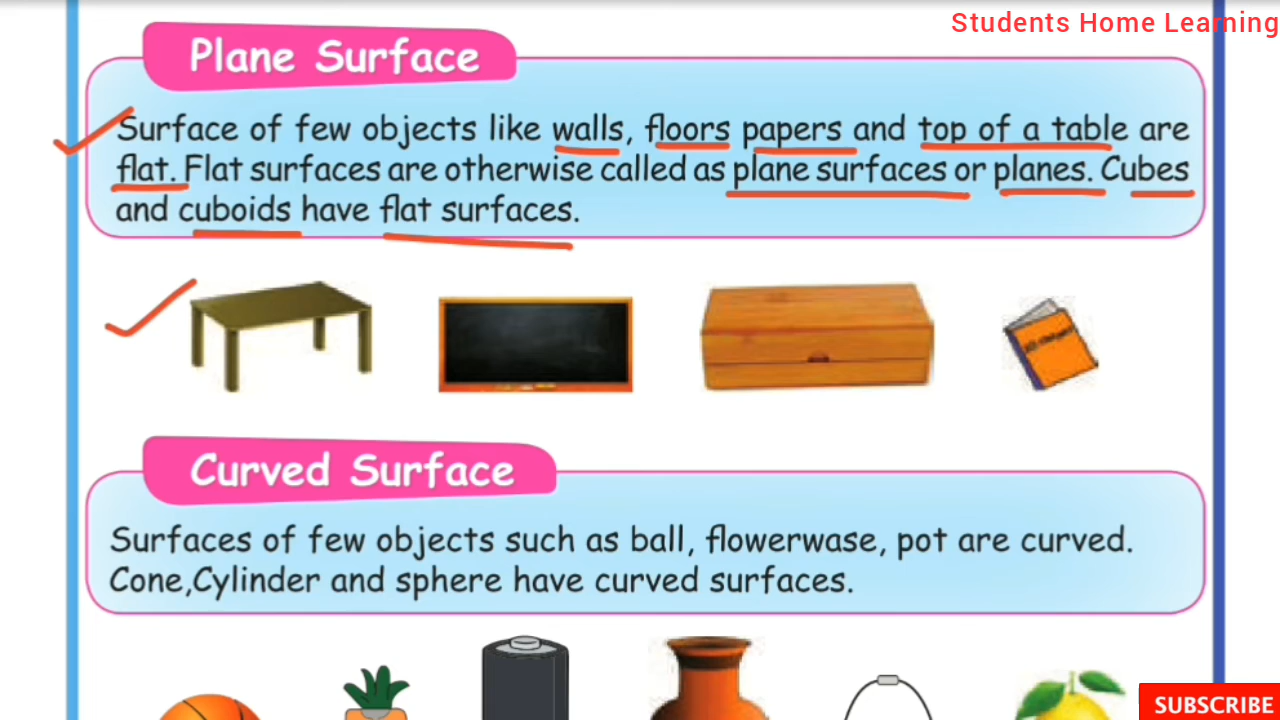 Students Home Learning
Plane Surface
Surface of few objects like walls, floors papers and top of a table are
flat. Flat surfaces are otherwise called as plane surfaces or planes. Cubes
and cuboids have flat surfaces.
Curved Surface
Surfaces of few objects such as ball, flowerwase, pot are curved.
Cone,Cylinder and sphere have curved surfaces.
SUBSCRIBE